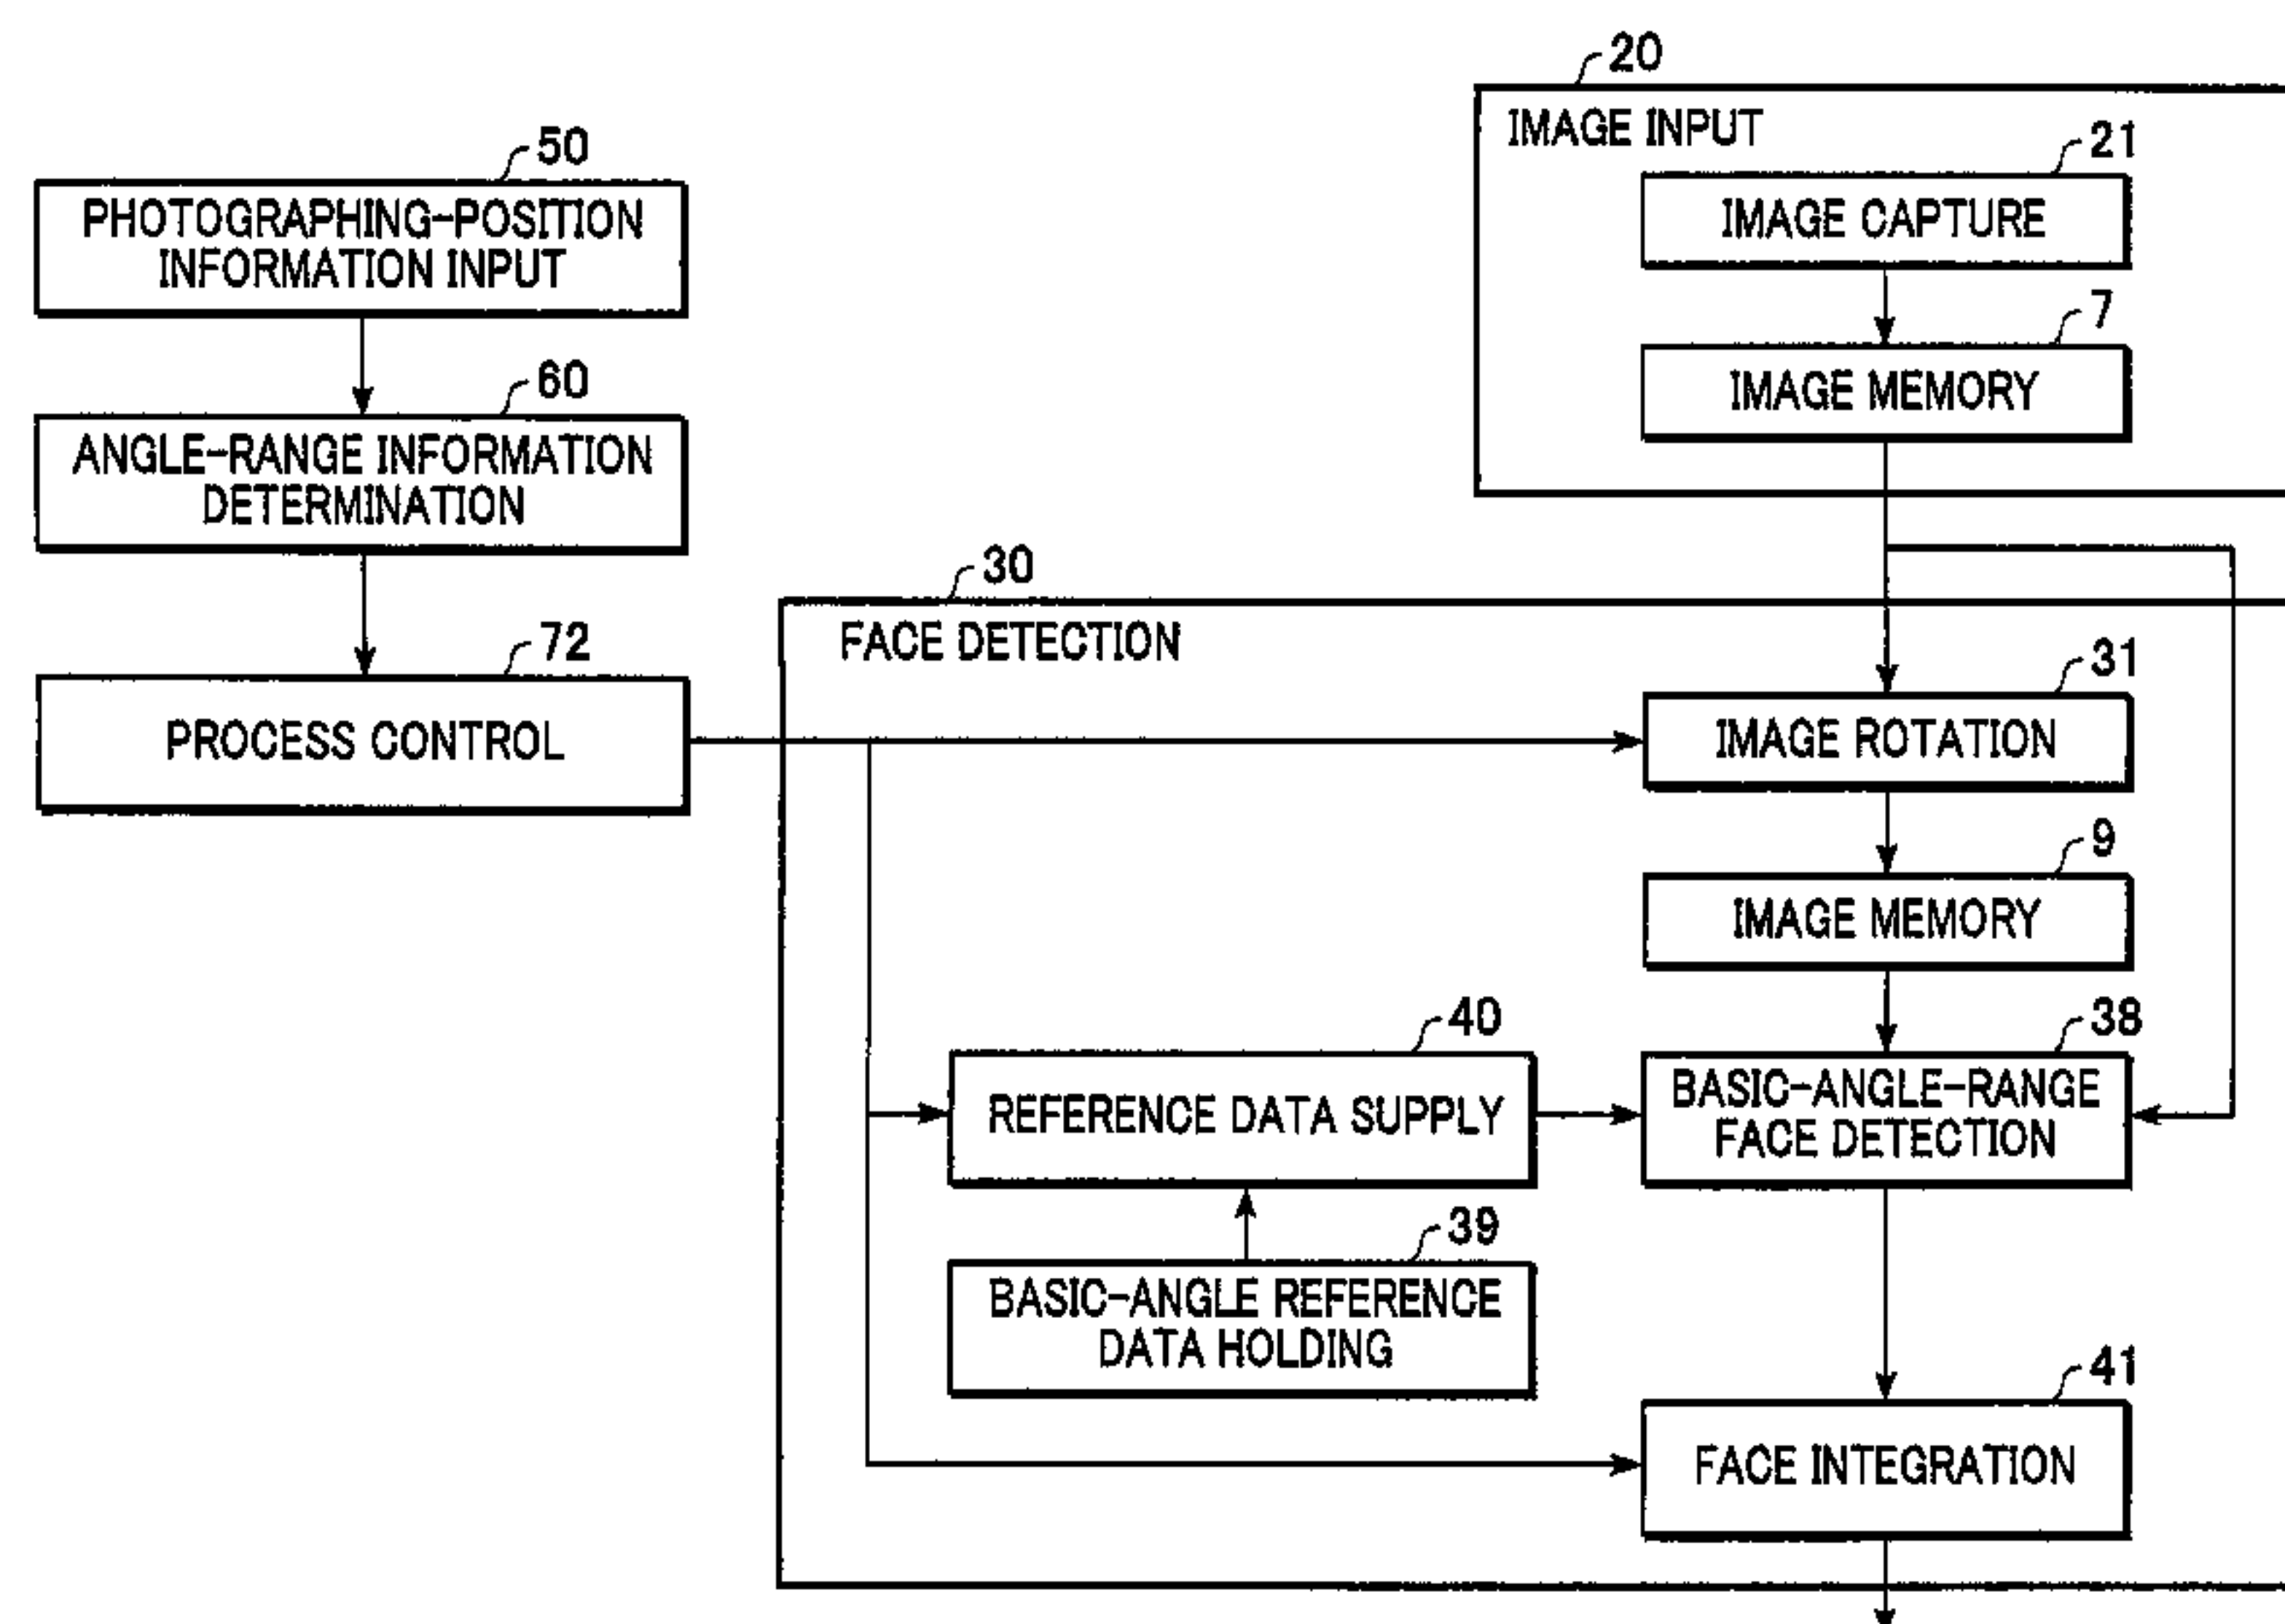 20
IMAGE INPUT
21
IMAGE CAPTURE
7
IMAGE MEMORY
50
PHOTOGRAPHING-POSITION
INFORMATION INPUT
60
ANGLE-RANGE INFORMATION
DETERMINATION
72
PROCESS CONTROL
30
FACE DETECTION
31
IMAGE ROTATION
9
IMAGE MEMORY
40
REFERENCE DATA SUPPLY
38
BASIC-ANGLE-RANGE
FACE DETECTION
39
BASIC-ANGLE REFERENCE
DATA HOLDING
41
FACE INTEGRATION